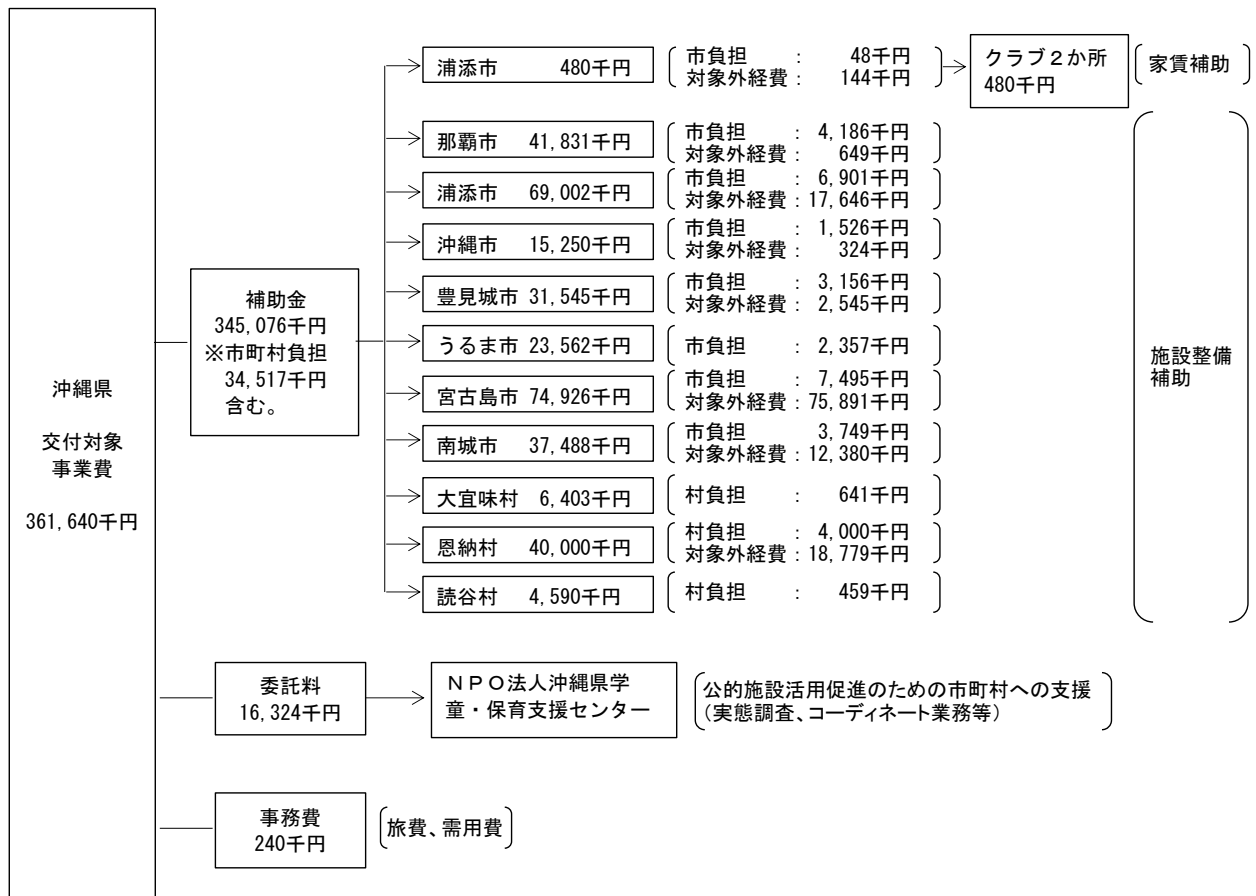 沖縄県
交付対象
事業費
361,640千円
補助金
345,076千円
※市町村負担
34,517千円
含む。
浦添市 480千円
市負担 : 48千円
対象外経費: 144千円
クラブ2か所
480千円
家賃補助
那覇市 41,831千円
市負担 : 4,186千円
対象外経費: 649千円
浦添市 69,002千円
市負担 : 6,901千円
対象外経費: 17,646千円
沖縄市 15,250千円
市負担 : 1,526千円
対象外経費: 324千円
豊見城市 31,545千円
市負担 : 3,156千円
対象外経費: 2,545千円
うるま市 23,562千円
市負担 : 2,357千円
宮古島市 74,926千円
市負担 : 7,495千円
対象外経費: 75,891千円
南城市 37,488千円
市負担 3,749千円
対象外経費: 12,380千円
大宜味村 6,403千円
村負担 : 641千円
恩納村 40,000千円
村負担 : 4,000千円
対象外経費: 18,779千円
読谷村 4,590千円
村負担 : 459千円
施設整備
補助
委託料
16,324千円
NPO法人沖縄県学
童・保育支援センター
公的施設活用促進のための市町村への支援
(実態調査、コーディネート業務等)
事務費
240千円
旅費、需用費